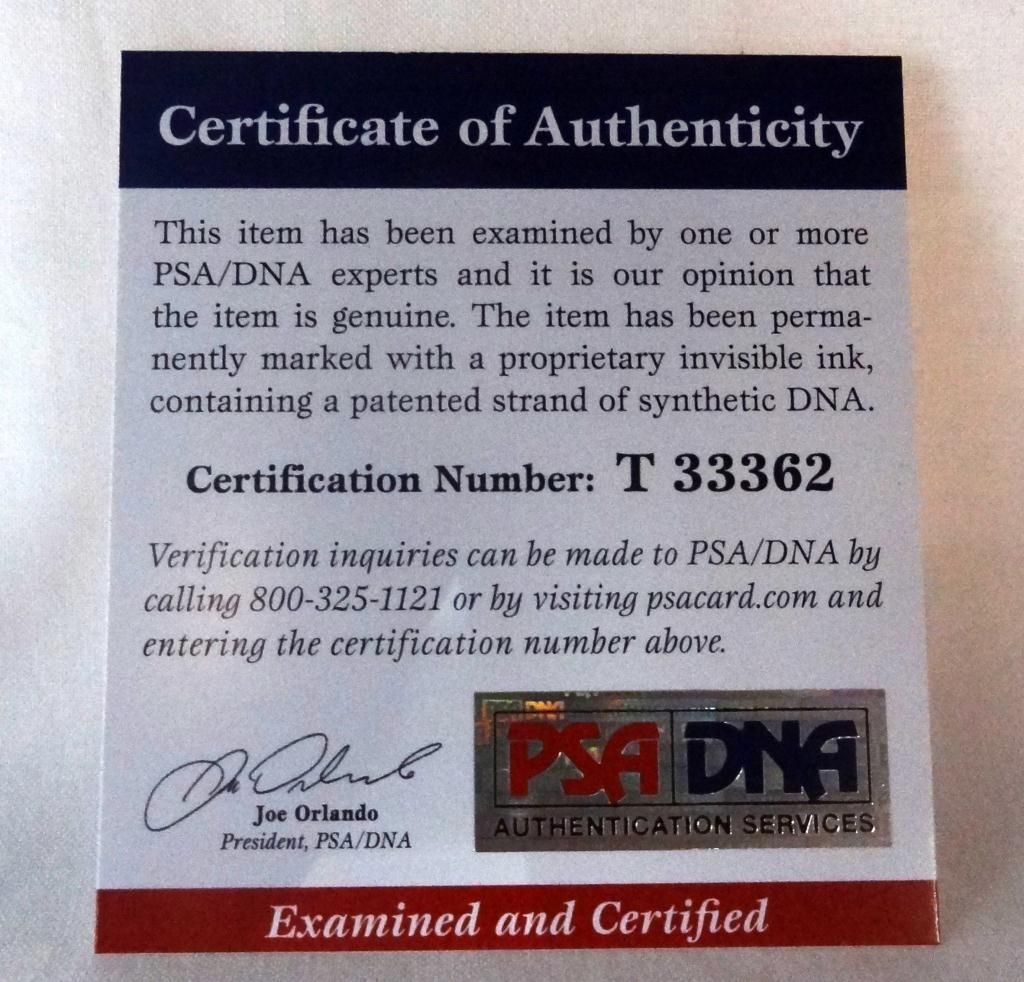 Certificate of Authenticity
This item has been examined by one or more
PSA/DNA experts and it is our opinion that
the item is genuine. The item has been perma-
nently marked with a proprietary invisible ink,
containing a patented strand of synthetic DNA.
Certification Number: T 33362
Verification inquiries can be made to PSA/DNA by
calling 800-325-1121 or by visiting psacard.com and
entering the certification number above.
Joe Orlando
President, PSA/DNA
PSA DNA
AUTHENTICATION SERVICES
Examined and Certified